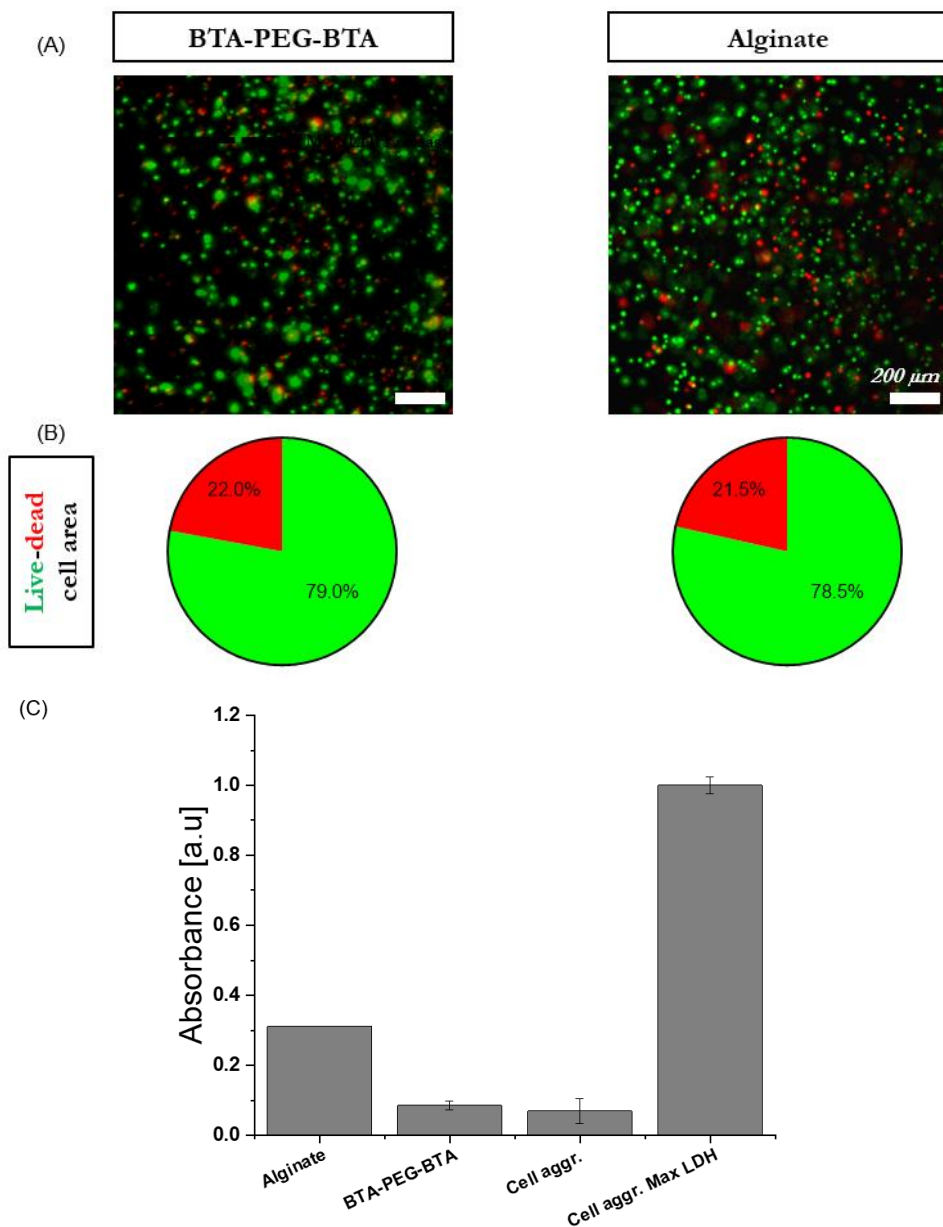 (A)
BTA-PEG-BTA
Alginate
200 µm
(B)
Live-dead
cell area
22.0%
79.0%
21.5%
78.5%
(C)
Absorbance [a.u]
1.2
1.0
0.8
0.6
0.4
0.2
0.0
Alginate
BTA-PEG-BTA
Cell aggr.
Cell aggr. Max LDH